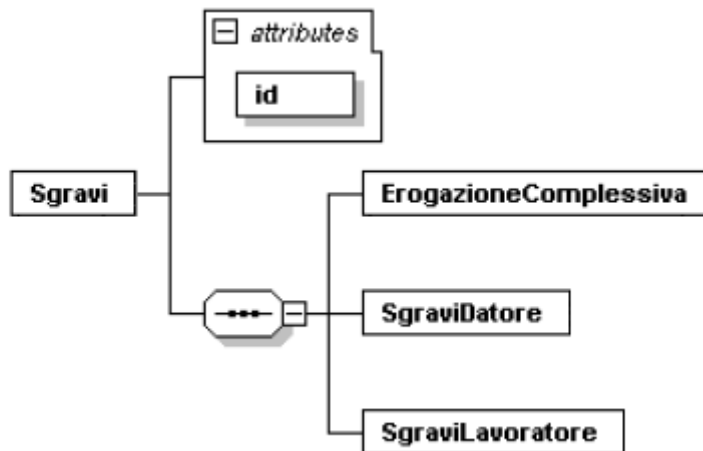 attributes
id
Sgravi
ErogazioneComplessiva
SgraviDatore
SgraviLavoratore